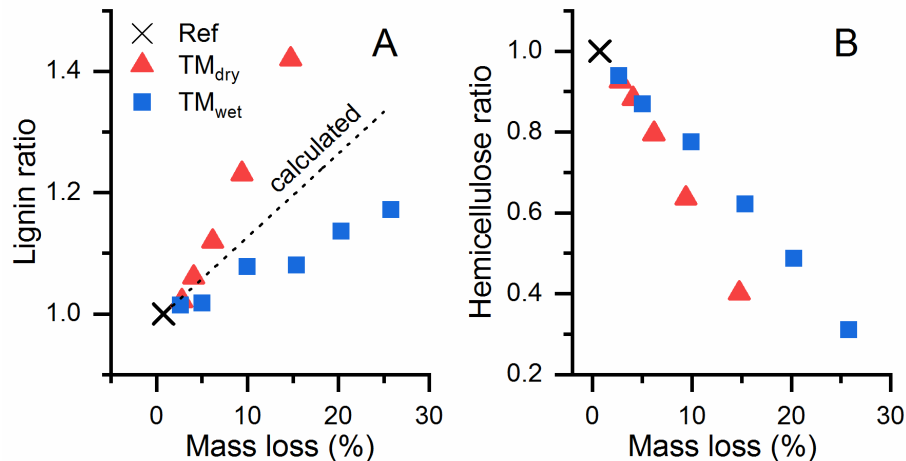 A
Ref
TMdry
TMwet
calculated
Lignin ratio
1.4
1.2
1.0
0 10 20 30
Mass loss (%)
B
Hemicellulose ratio
1.0
0.8
0.6
0.4
0.2
0 10 20 30
Mass loss (%)